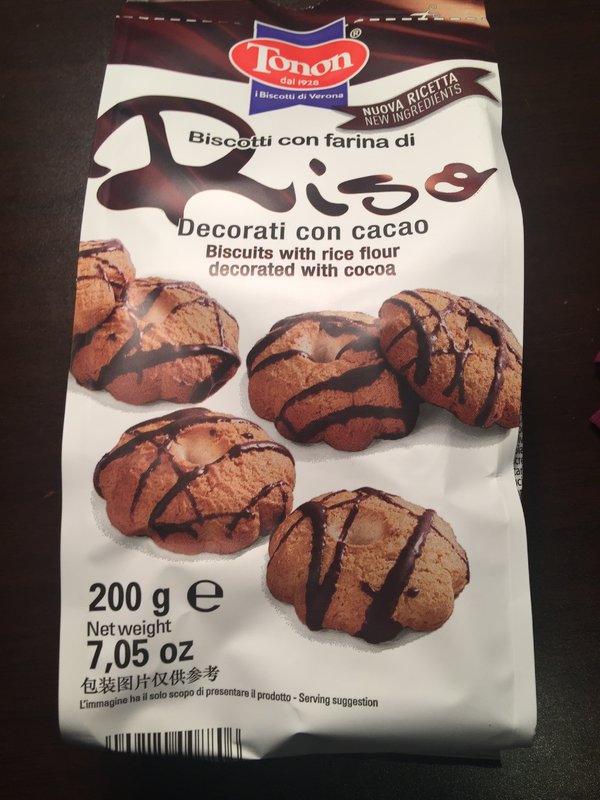 Tonon®
dal 1928
i Biscotti di Verona
NUOVA RICETTA
NEW INGREDIENTS
Biscotti con farina di
Riso
Decorati con cacao
Biscuits with rice flour
decorated with cocoa
200 g ℮
Net weight
7,05 oz
包装图片仅供参考
L'immagine ha il solo scopo di presentare il prodotto - Serving suggestion